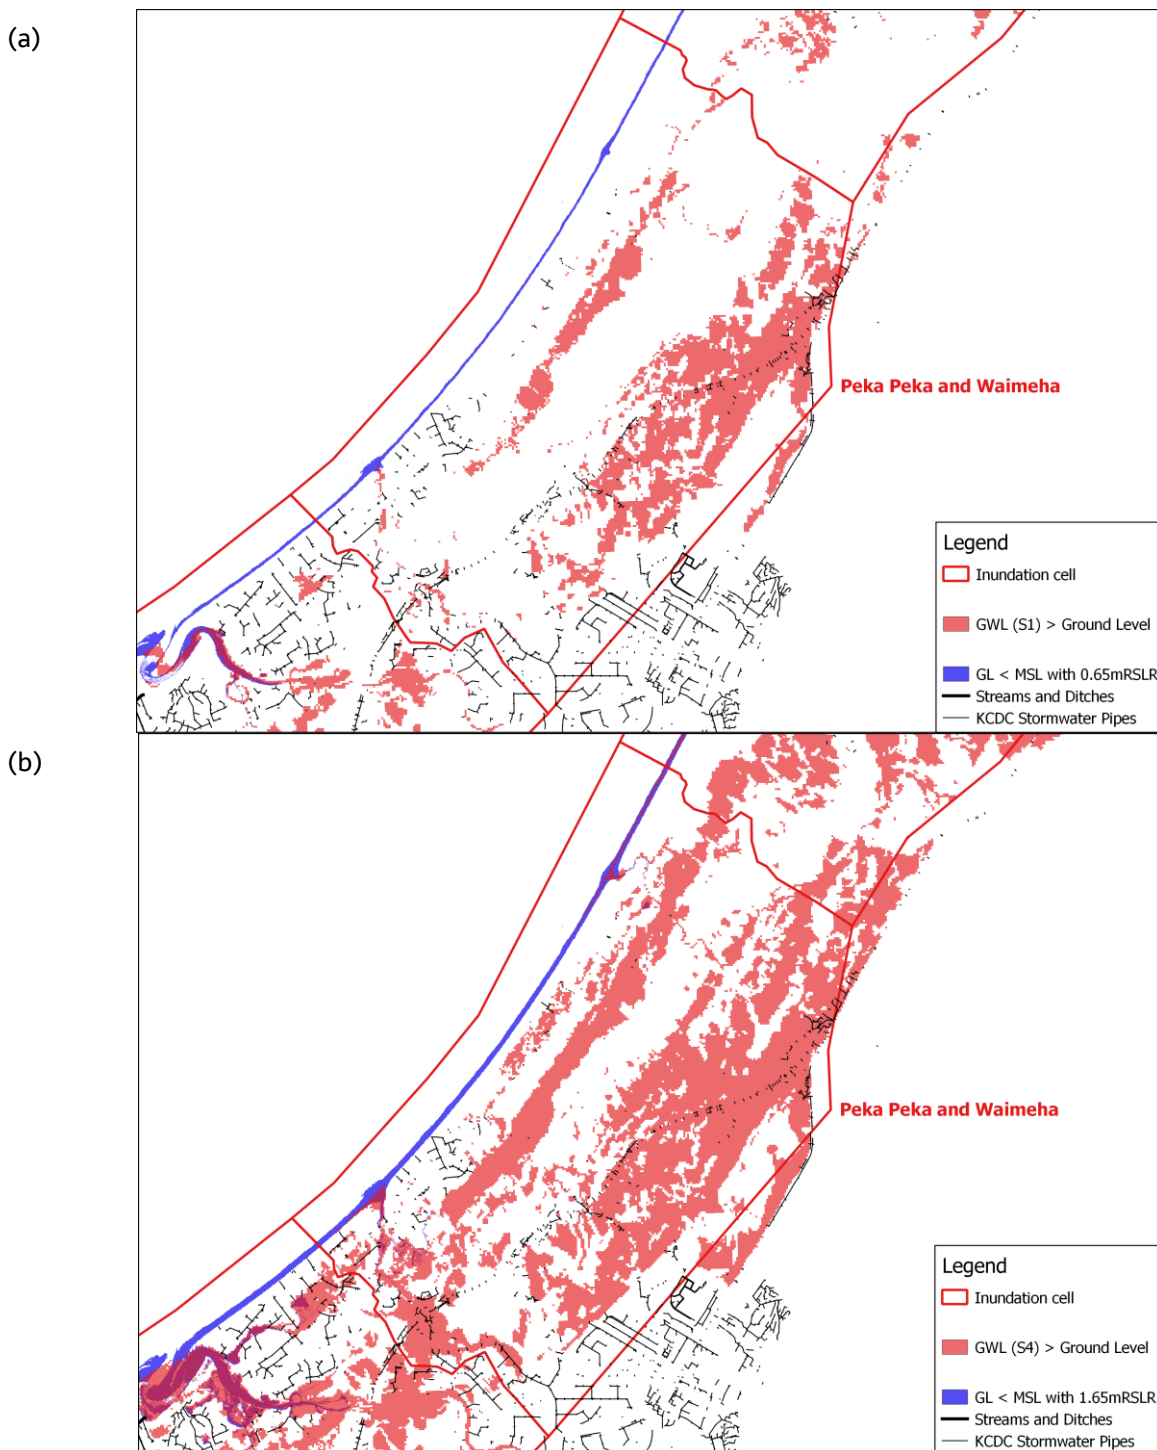 (a)
Peka Peka and Waimeha
Legend
Inundation cell
GWL (S1) > Ground Level
GL < MSL with 0.65mRSLR
Streams and Ditches
KCDC Stormwater Pipes
(b)
Peka Peka and Waimeha
Legend
Inundation cell
GWL (S4) > Ground Level
GL < MSL with 1.65mRSLR
Streams and Ditches
KCDC Stormwater Pipes